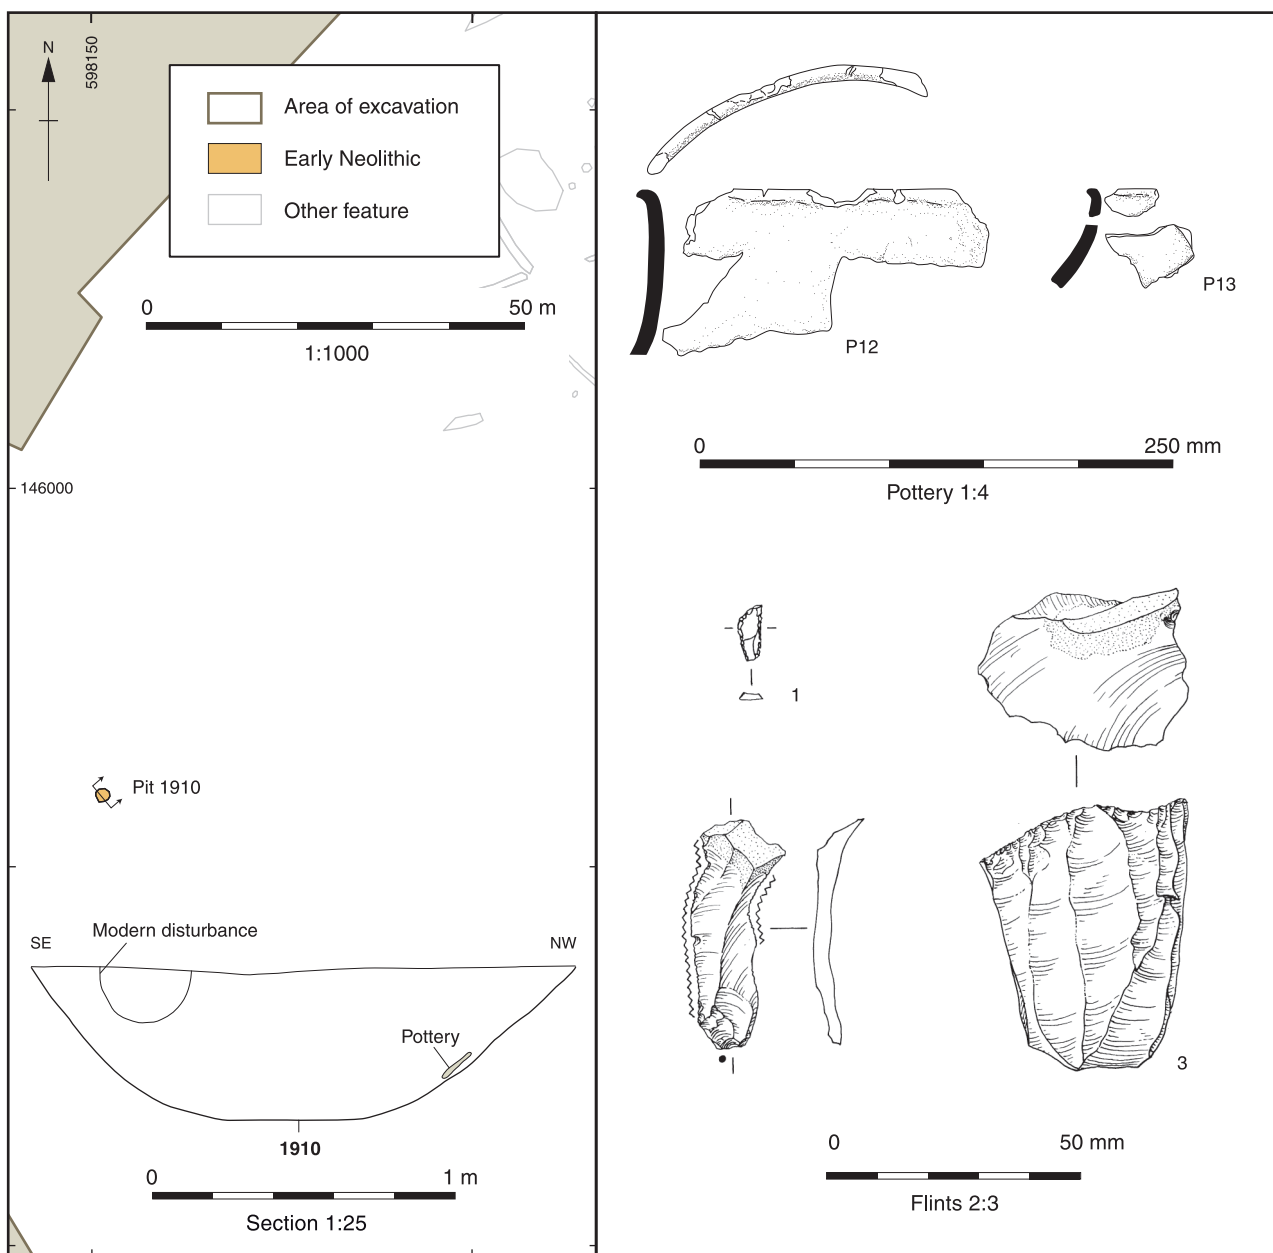 N
598150
Area of excavation
Early Neolithic
Other feature
0 50 m
1:1000
146000
Pit 1910
Modern disturbance
SE NW
Pottery
1910
0 1 m
Section 1:25
P12
P13
0 250 mm
Pottery 1:4
1
3
0 50 mm
Flints 2:3